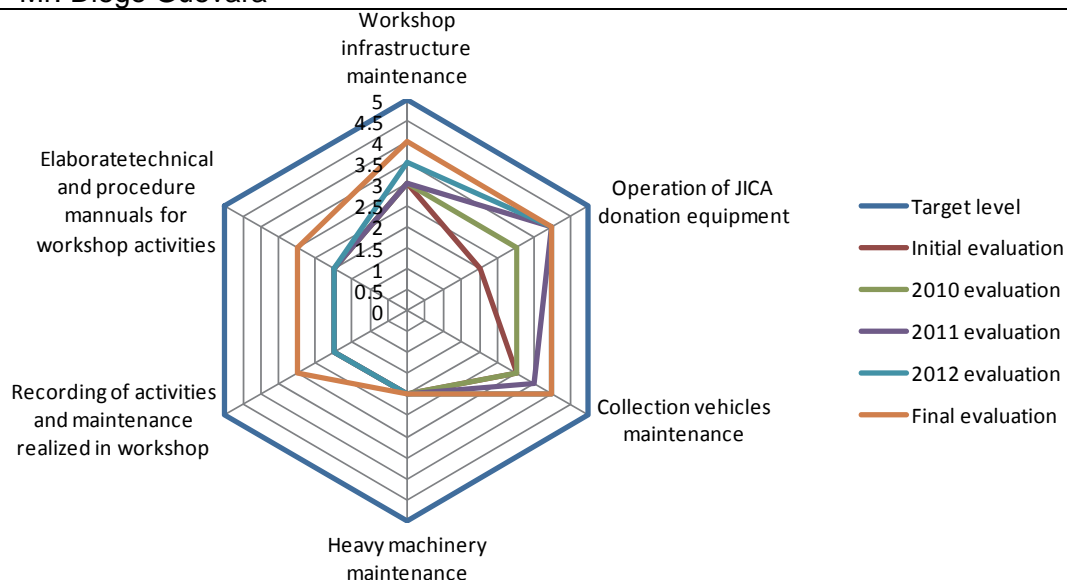 Mr. Diego Guevara
Workshop
infrastructure
maintenance
5
4.5
4
3.5
3
2.5
2
1.5
1
0.5
0
Operation of JICA
donation equipment
Collection vehicles
maintenance
Heavy machinery
maintenance
Recording of activities
and maintenance
realized in workshop
Elaboratetechnical
and procedure
mannuals for
workshop activities
Target level
Initial evaluation
2010 evaluation
2011 evaluation
2012 evaluation
Final evaluation